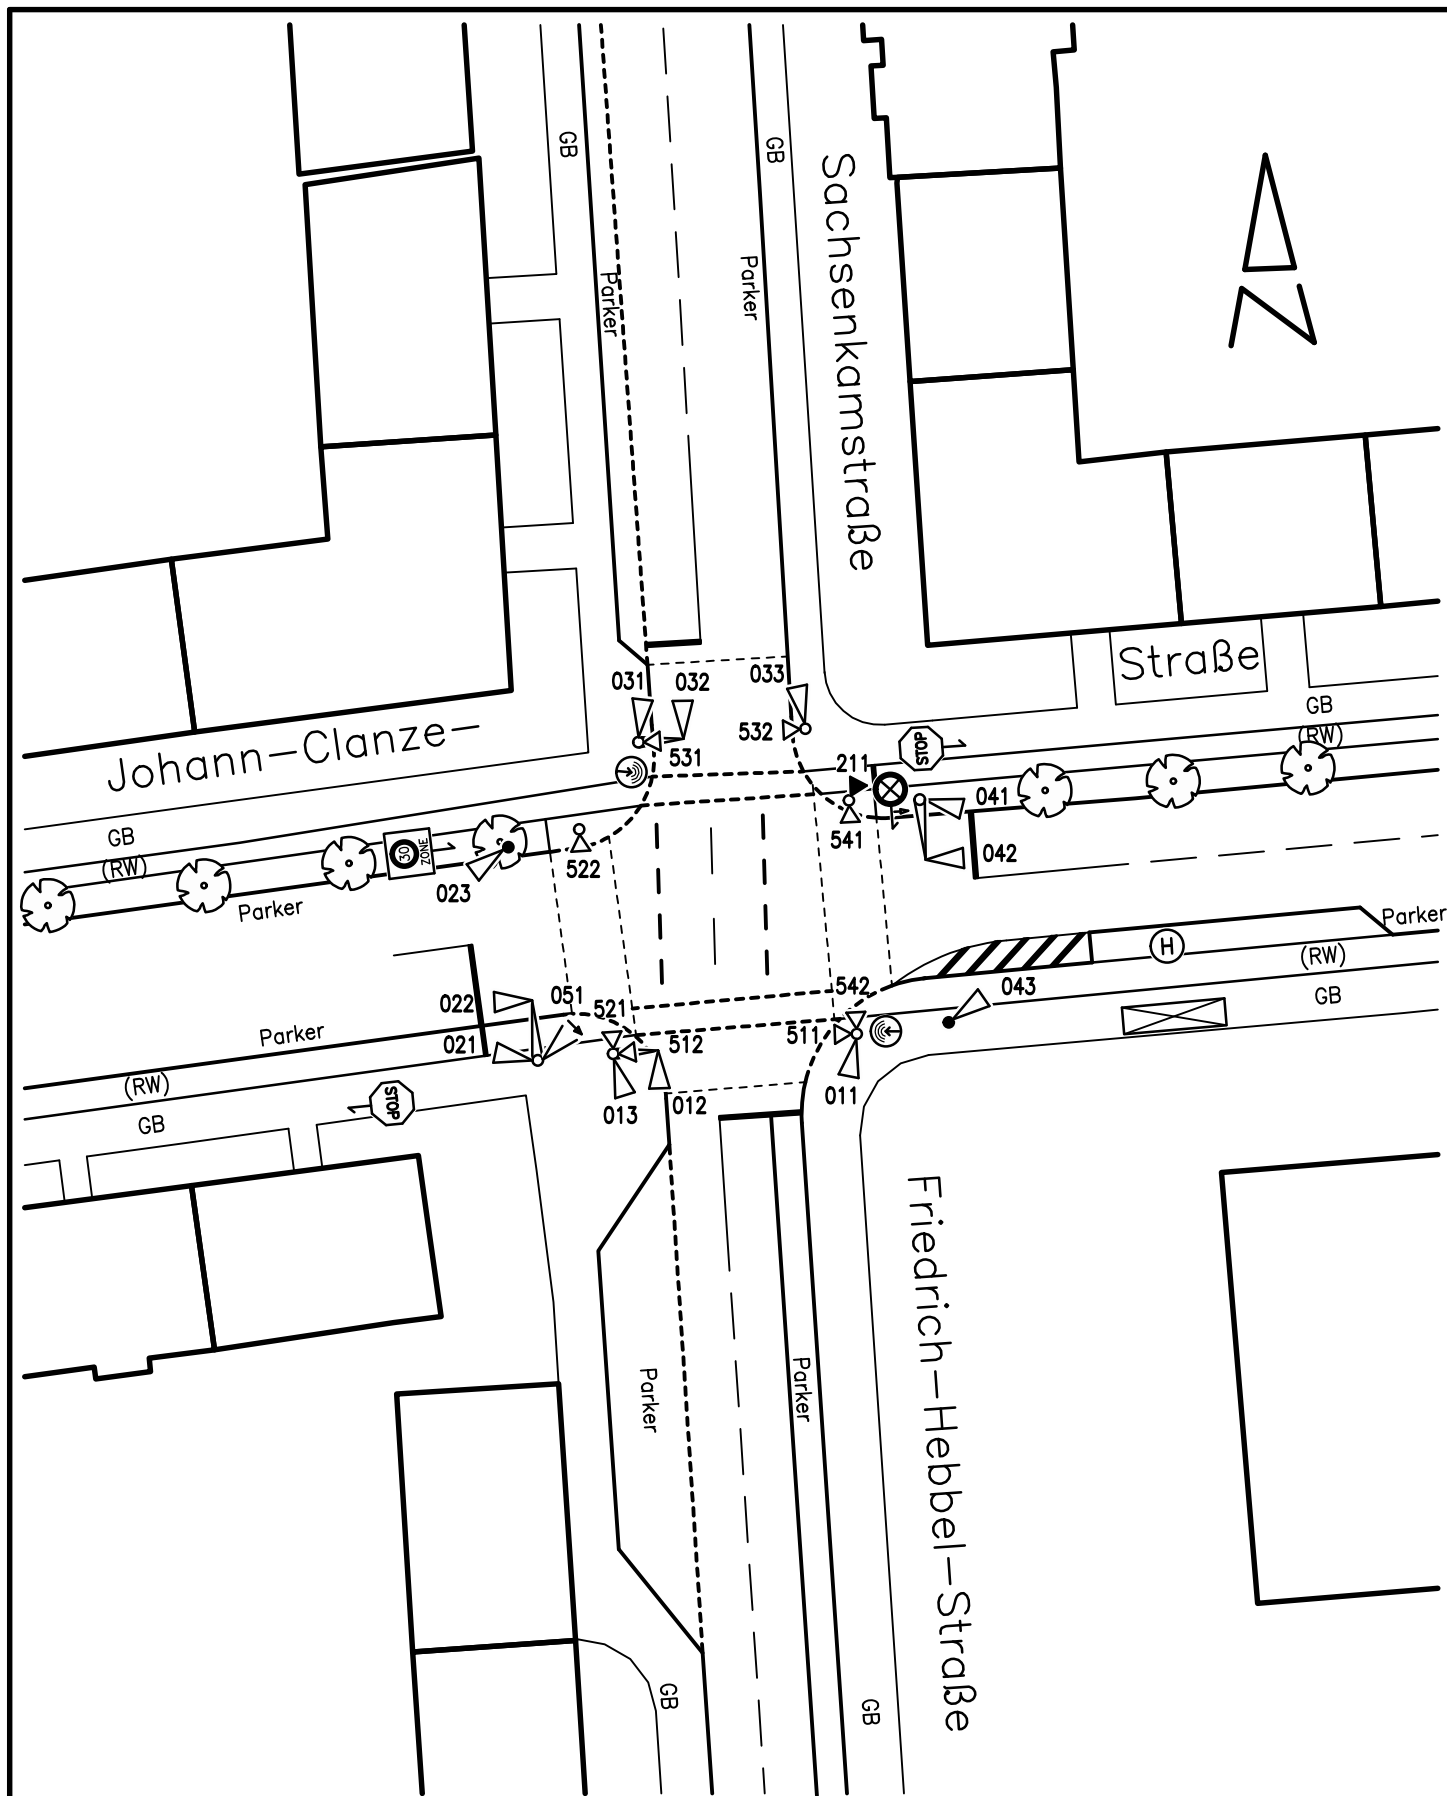 GB
GB
Sachsenkamstraße
Parker
Parker
Straße
031
032
033
GB
(RW)
Johann-Clanze-
531
532
STOP
211
041
GB
(RW)
30
ZONE
023
522
541
042
Parker
Parker
H
(RW)
022
051
521
542
043
GB
Parker
021
512
511
(RW)
STOP
013
012
011
GB
Friedrich-Hebbel-Straße
Parker
Parker
GB
GB
N